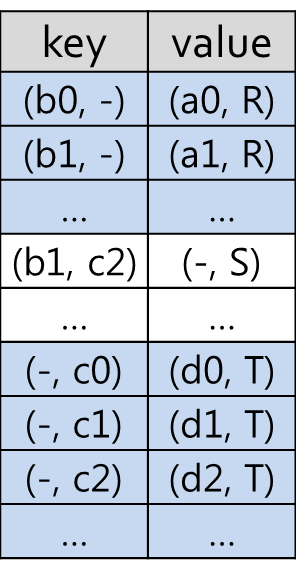 key value
(b0, -) (a0, R)
(b1, -) (a1, R)
... ...
(b1, c2) (-, S)
... ...
(-, c0) (d0, T)
(-, c1) (d1, T)
(-, c2) (d2, T)
... ...